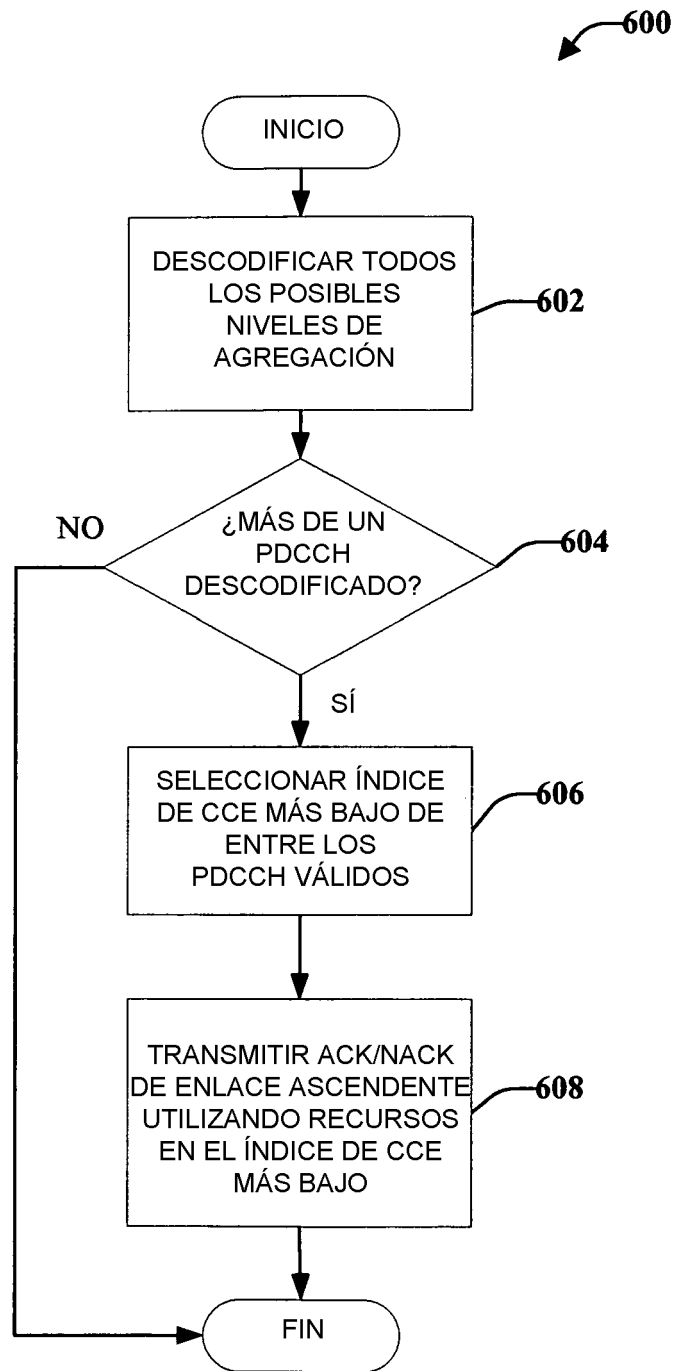 600
INICIO
DESCODIFICAR TODOS
LOS POSIBLES
NIVELES DE
AGREGACIÓN
602
NO
¿MÁS DE UN
PDCCH
DESCODIFICADO?
604
SÍ
SELECCIONAR ÍNDICE
DE CCE MÁS BAJO DE
ENTRE LOS
PDCCH VÁLIDOS
606
TRANSMITIR ACK/NACK
DE ENLACE ASCENDENTE
UTILIZANDO RECURSOS
EN EL ÍNDICE DE CCE
MÁS BAJO
608
FIN